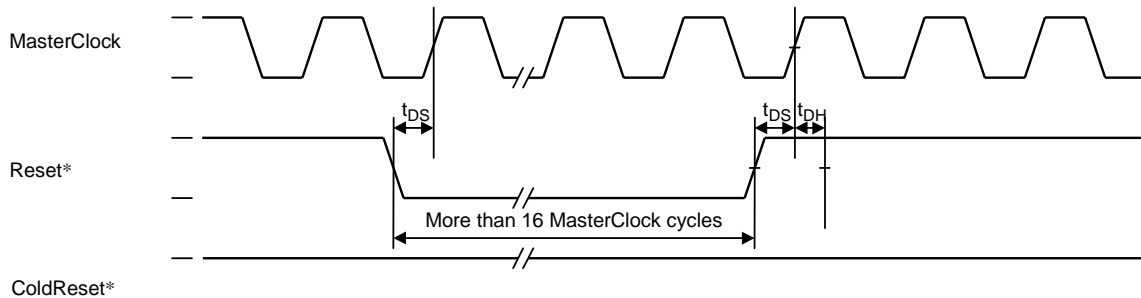 MasterClock
tDS
tDS tDH
Reset*
More than 16 MasterClock cycles
ColdReset*